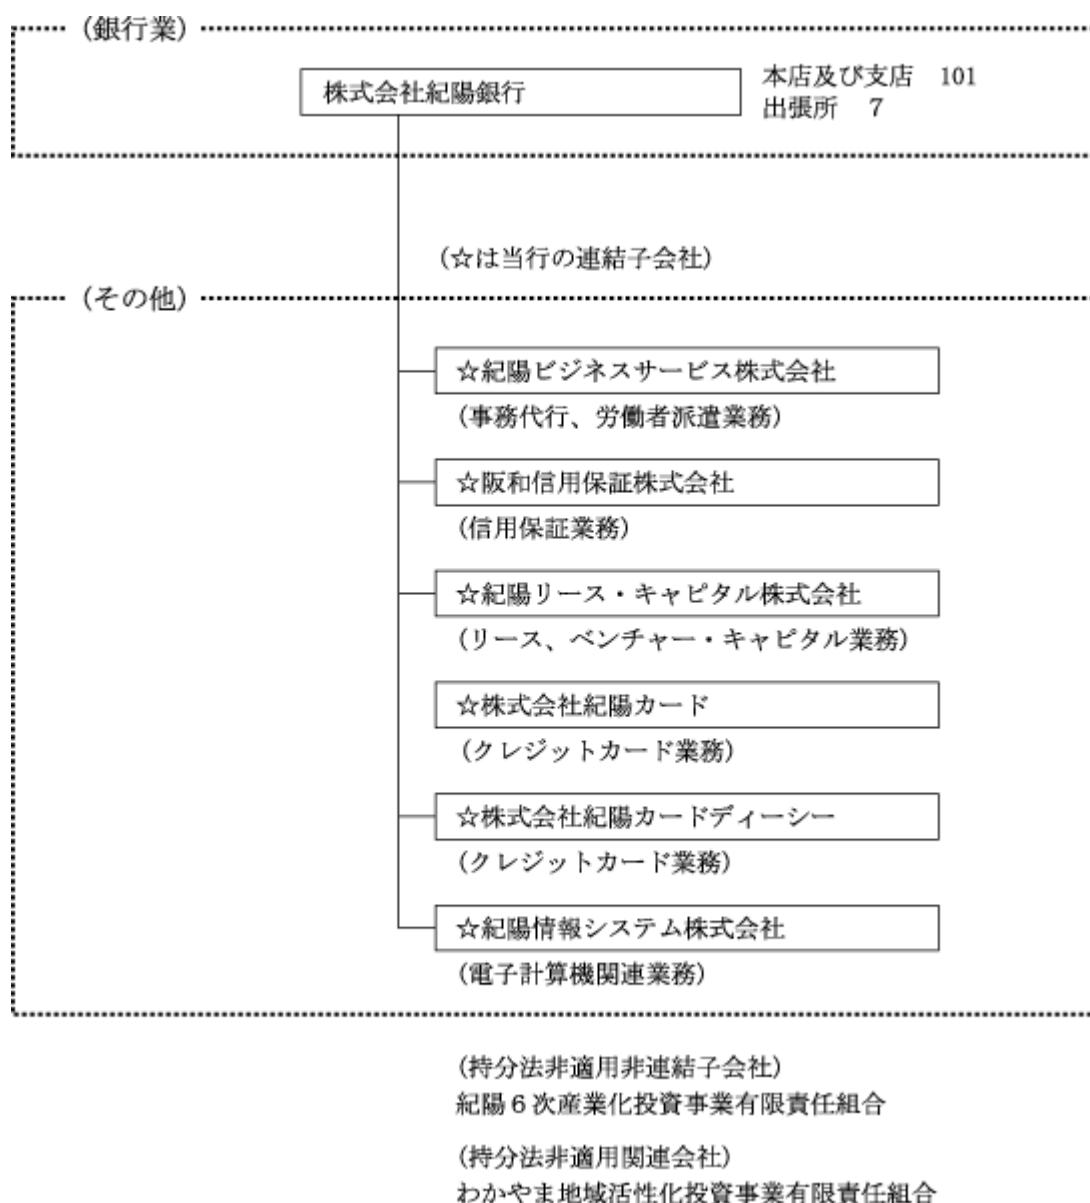 (銀行業)
株式会社紀陽銀行
本店及び支店 101
出張所 7
(☆は当行の連結子会社)
(その他)
☆紀陽ビジネスサービス株式会社
(事務代行、労働者派遣業務)
☆阪和信用保証株式会社
(信用保証業務)
☆紀陽リース・キャピタル株式会社
(リース、ベンチャー・キャピタル業務)
☆株式会社紀陽カード
(クレジットカード業務)
☆株式会社紀陽カードディーシー
(クレジットカード業務)
☆紀陽情報システム株式会社
(電子計算機関連業務)
(持分法非適用非連結子会社)
紀陽6次産業化投資事業有限責任組合
(持分法非適用関連会社)
わかやま地域活性化投資事業有限責任組合